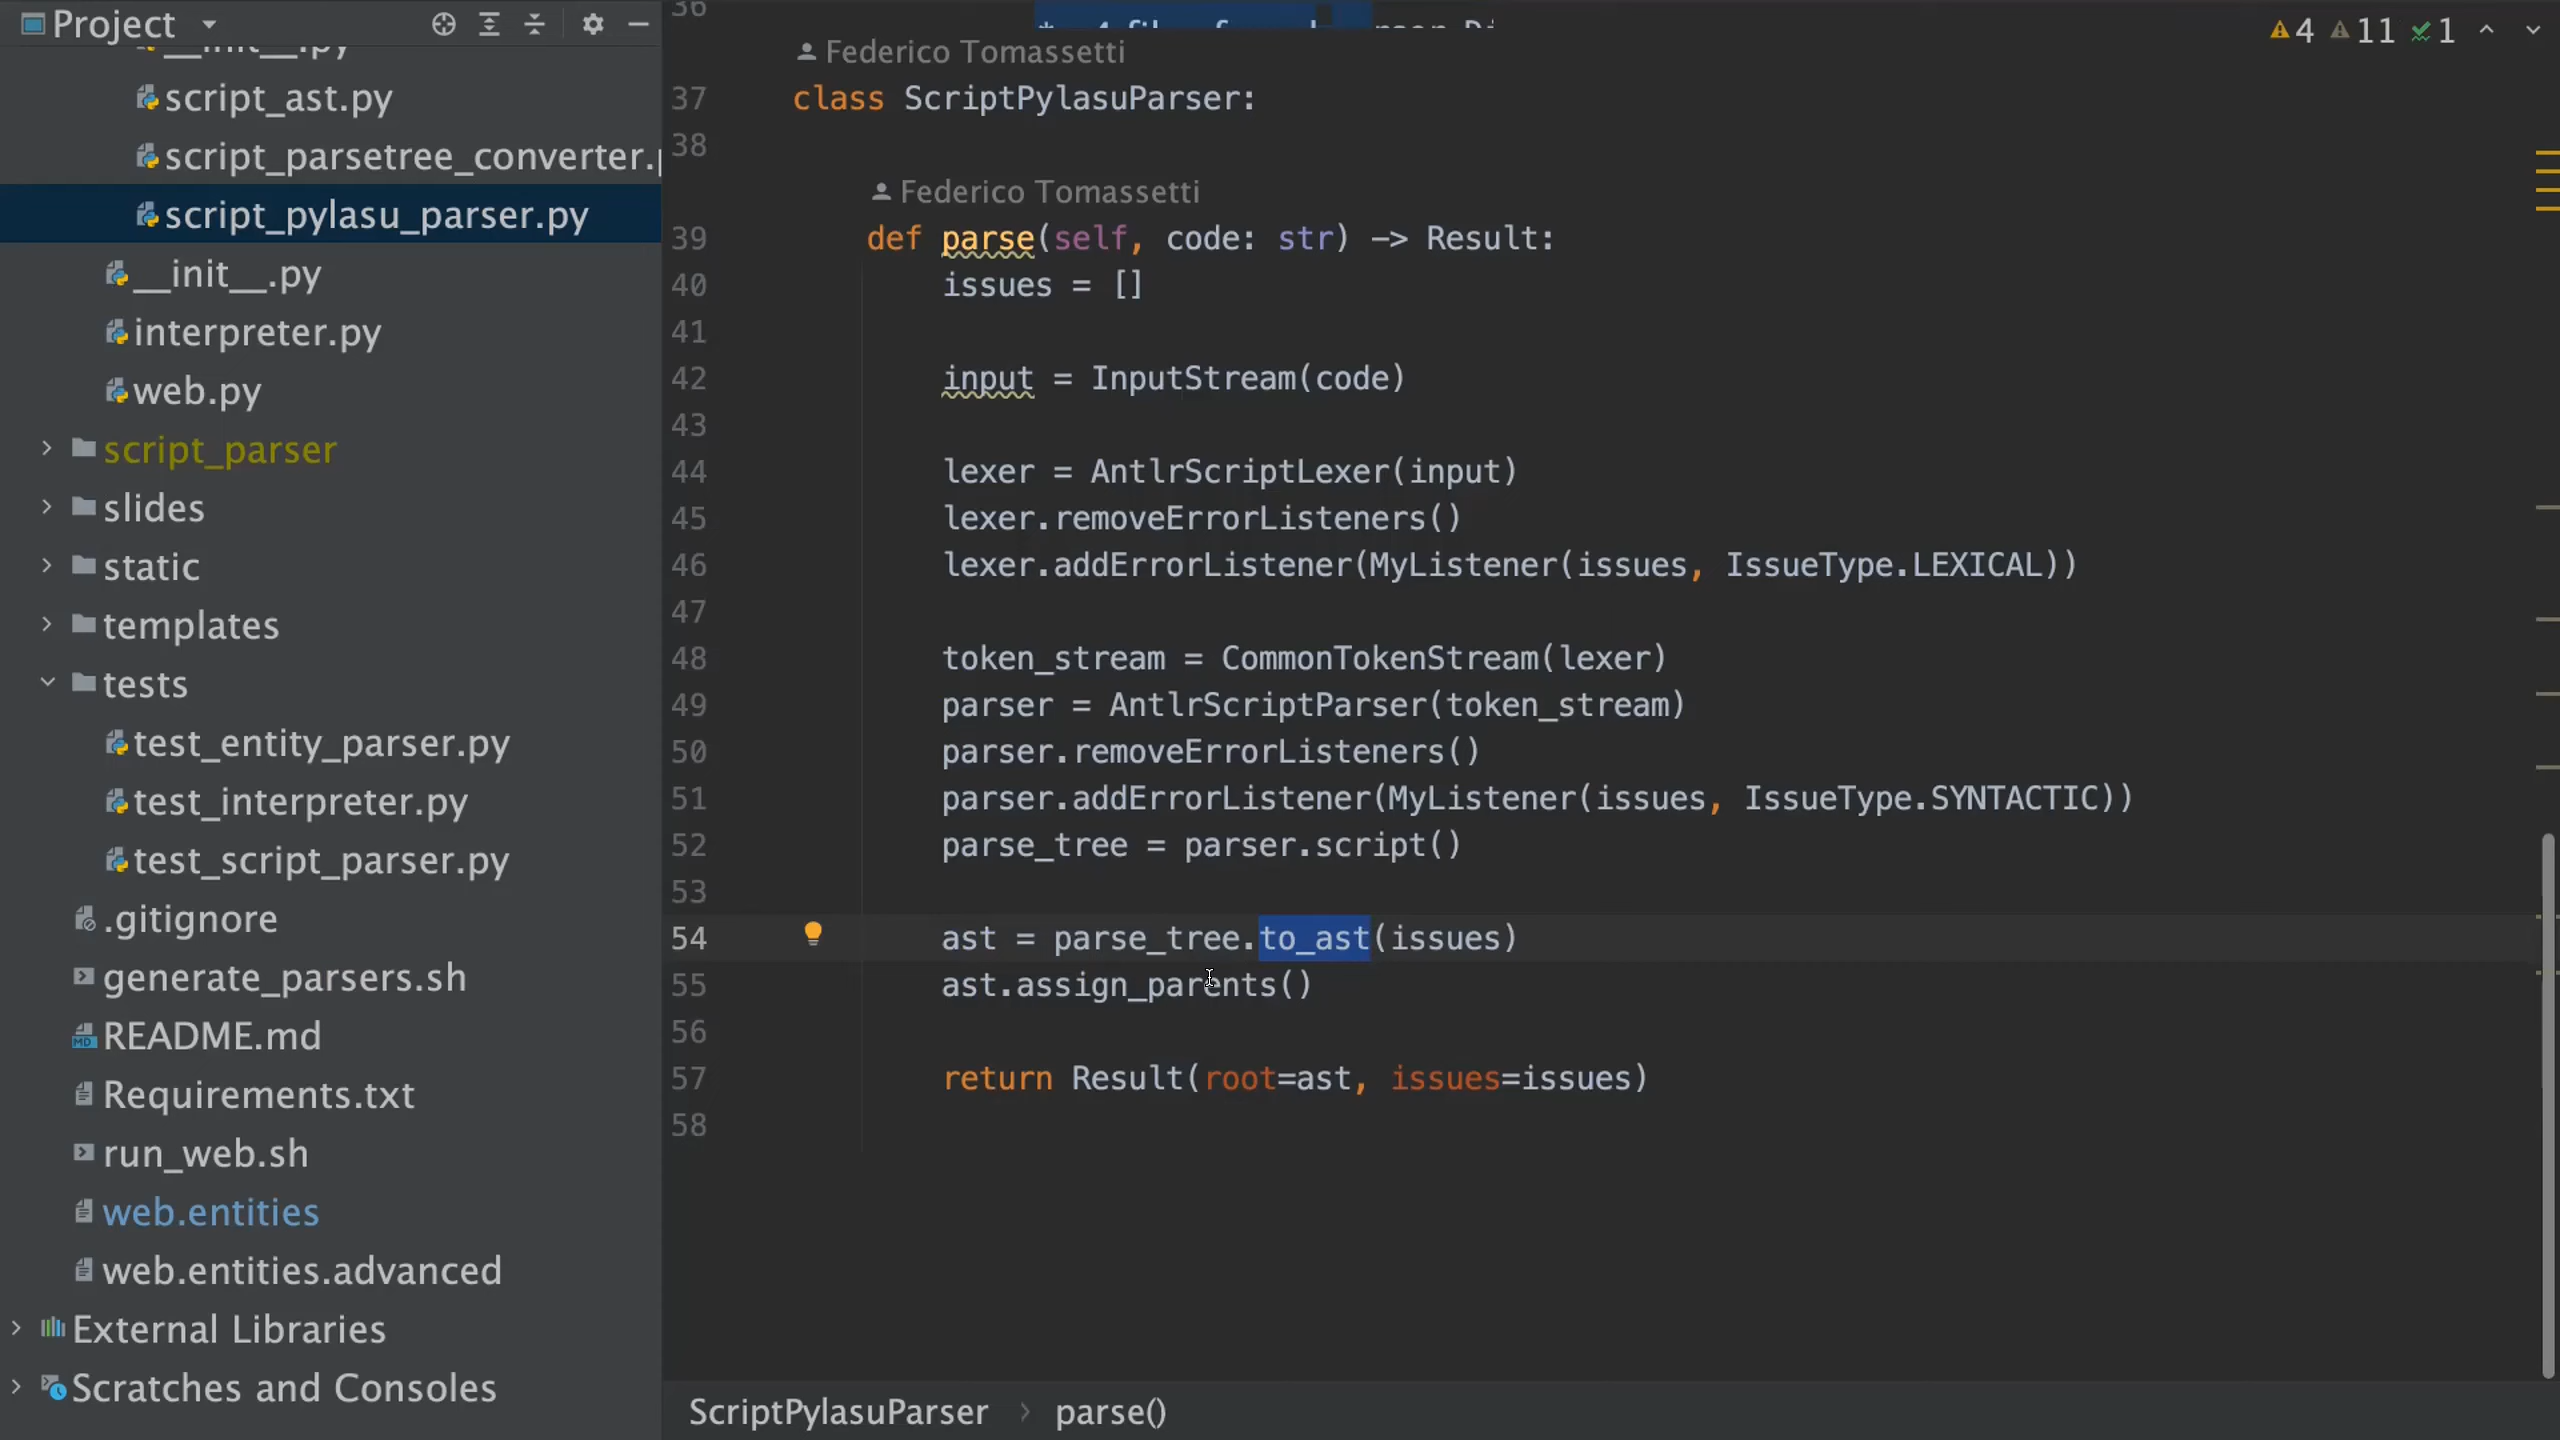 Project
__init__.py
script_ast.py
script_parsetree_converter.
script_pylasu_parser.py
__init__.py
interpreter.py
web.py
script_parser
slides
static
templates
tests
test_entity_parser.py
test_interpreter.py
test_script_parser.py
.gitignore
generate_parsers.sh
README.md
Requirements.txt
run_web.sh
web.entities
web.entities.advanced
External Libraries
Scratches and Consoles
4 11 1
36
Federico Tomassetti
37 class ScriptPylasuParser:
38
Federico Tomassetti
39 def parse(self, code: str) -> Result:
40 issues = []
41
42 input = InputStream(code)
43
44 lexer = AntlrScriptLexer(input)
45 lexer.removeErrorListeners()
46 lexer.addErrorListener(MyListener(issues, IssueType.LEXICAL))
47
48 token_stream = CommonTokenStream(lexer)
49 parser = AntlrScriptParser(token_stream)
50 parser.removeErrorListeners()
51 parser.addErrorListener(MyListener(issues, IssueType.SYNTACTIC))
52 parse_tree = parser.script()
53
54 ast = parse_tree.to_ast(issues)
55 ast.assign_parents()
56
57 return Result(root=ast, issues=issues)
58
ScriptPylasuParser > parse()